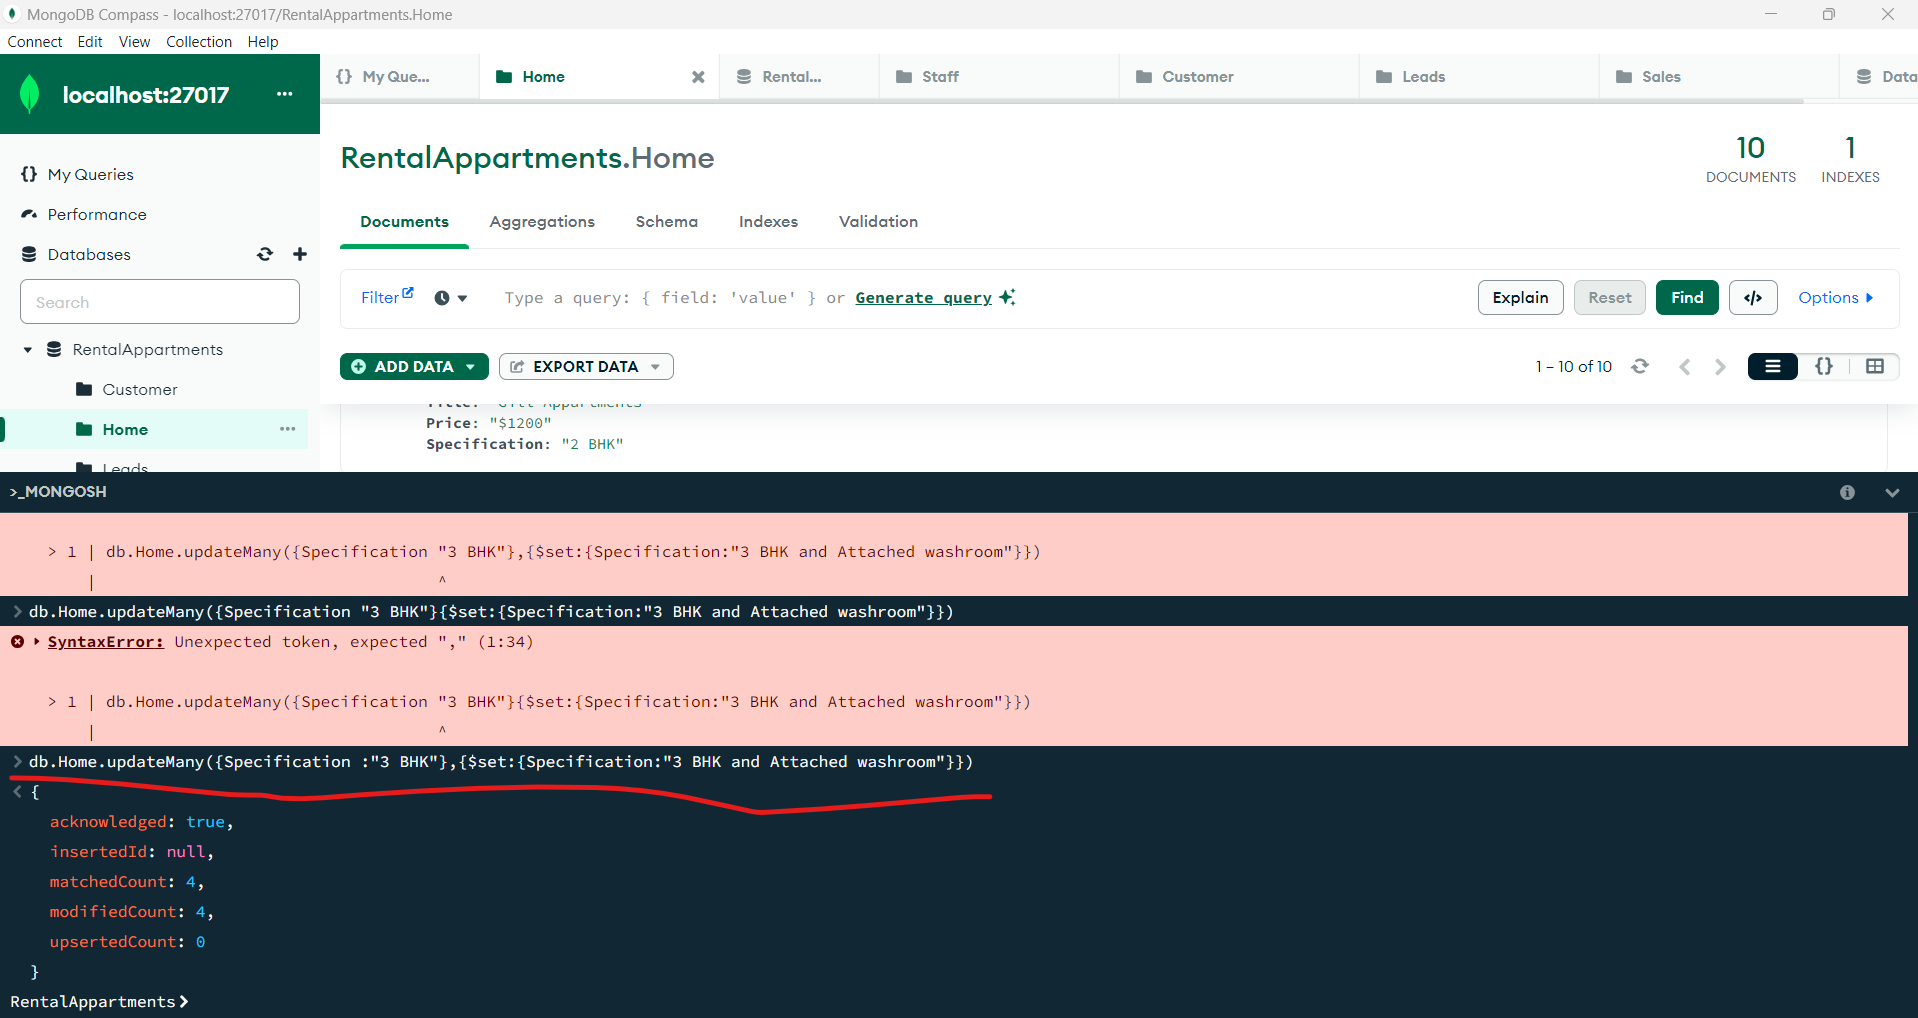 MongoDB Compass - localhost:27017/RentalAppartments.Home
Connect Edit View Collection Help
localhost:27017 ...
{} My Que... Home Rental... Staff Customer Leads Sales Data
RentalAppartments.Home
10 DOCUMENTS
1 INDEXES
My Queries
Performance
Databases
Search
RentalAppartments
Customer
Home
Leads
Documents Aggregations Schema Indexes Validation
Filter Type a query: { field: 'value' } or Generate query Explain Reset Find </> Options
ADD DATA EXPORT DATA 1 – 10 of 10 {}
Price: "$1200"
Specification: "2 BHK"
>_MONGOSH
> 1 | db.Home.updateMany({Specification "3 BHK"},{$set:{Specification:"3 BHK and Attached washroom"}})
| ^
> db.Home.updateMany({Specification "3 BHK"}{$set:{Specification:"3 BHK and Attached washroom"}})
SyntaxError: Unexpected token, expected "," (1:34)
> 1 | db.Home.updateMany({Specification "3 BHK"}{$set:{Specification:"3 BHK and Attached washroom"}})
| ^
> db.Home.updateMany({Specification :"3 BHK"},{$set:{Specification:"3 BHK and Attached washroom"}})
< {
acknowledged: true,
insertedId: null,
matchedCount: 4,
modifiedCount: 4,
upsertedCount: 0
}
RentalAppartments>